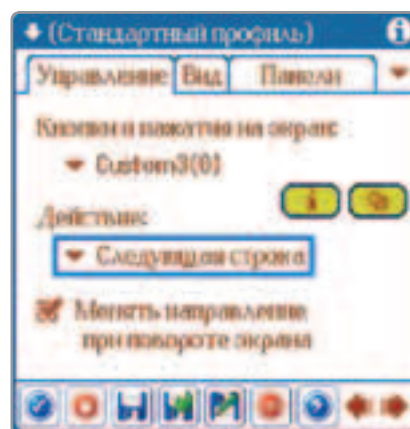 (Стандартный профиль)
Управление Вид Панели
Кнопки и нажатия на экран:
Custom3(0)
Действие:
Следующая строка
Менять направление
при повороте экрана